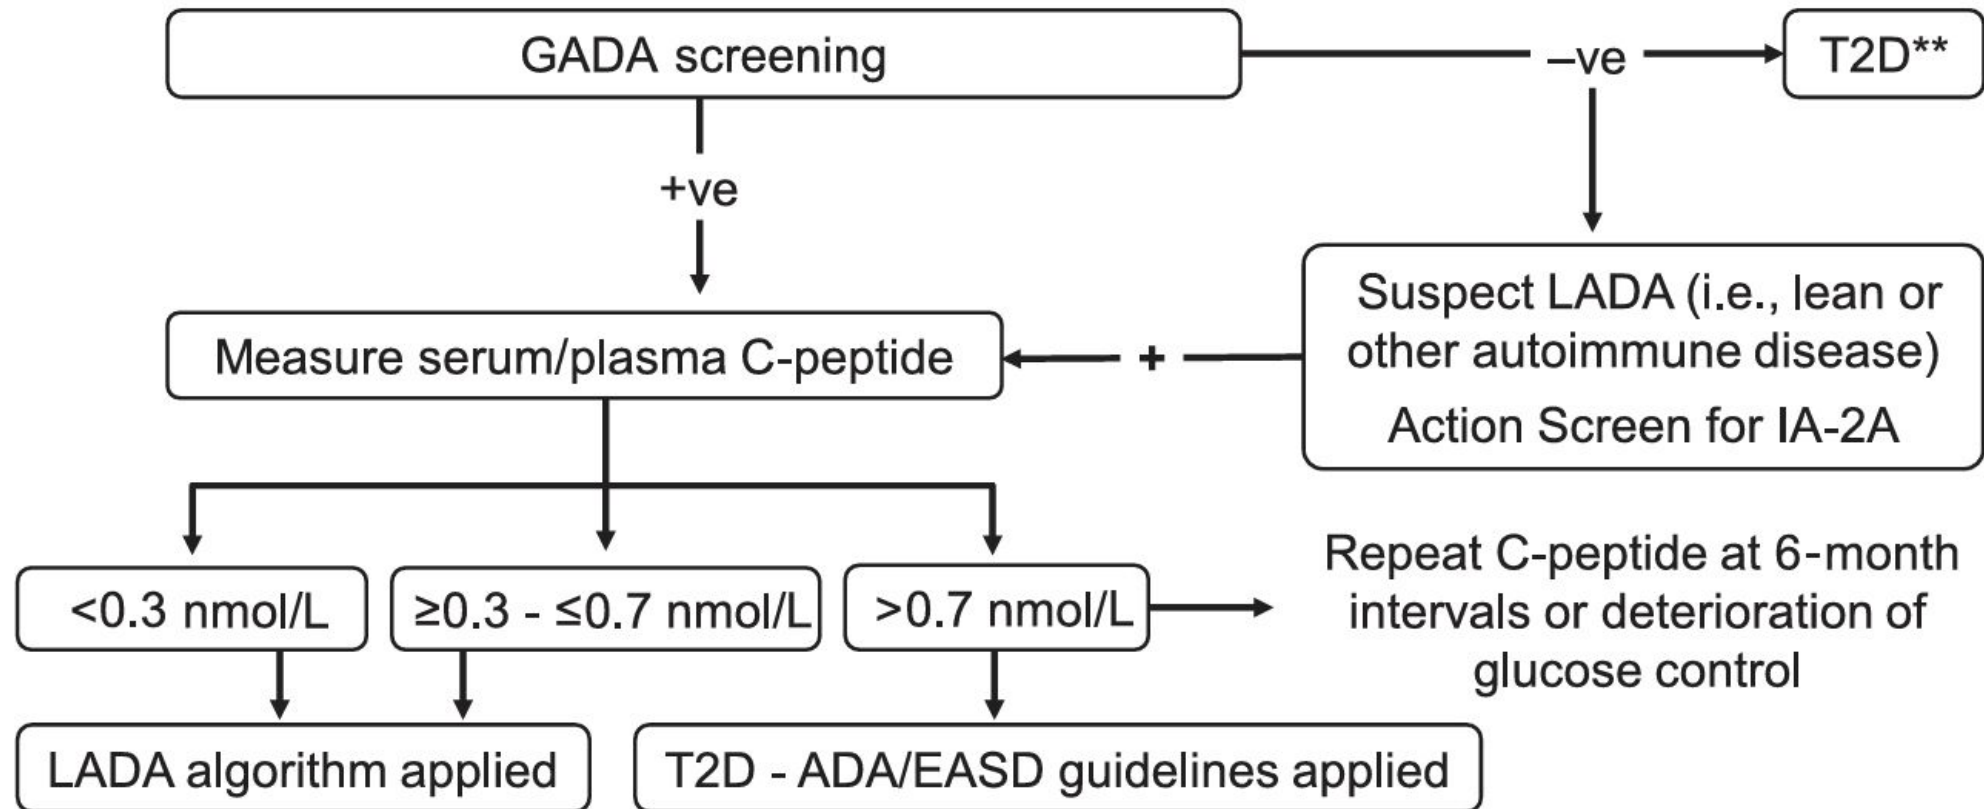 GADA screening
–ve
T2D**
+ve
Suspect LADA (i.e., lean or
other autoimmune disease)
Action Screen for IA-2A
Measure serum/plasma C-peptide
+
<0.3 nmol/L
≥0.3 - ≤0.7 nmol/L
>0.7 nmol/L
Repeat C-peptide at 6-month
intervals or deterioration of
glucose control
LADA algorithm applied
T2D - ADA/EASD guidelines applied